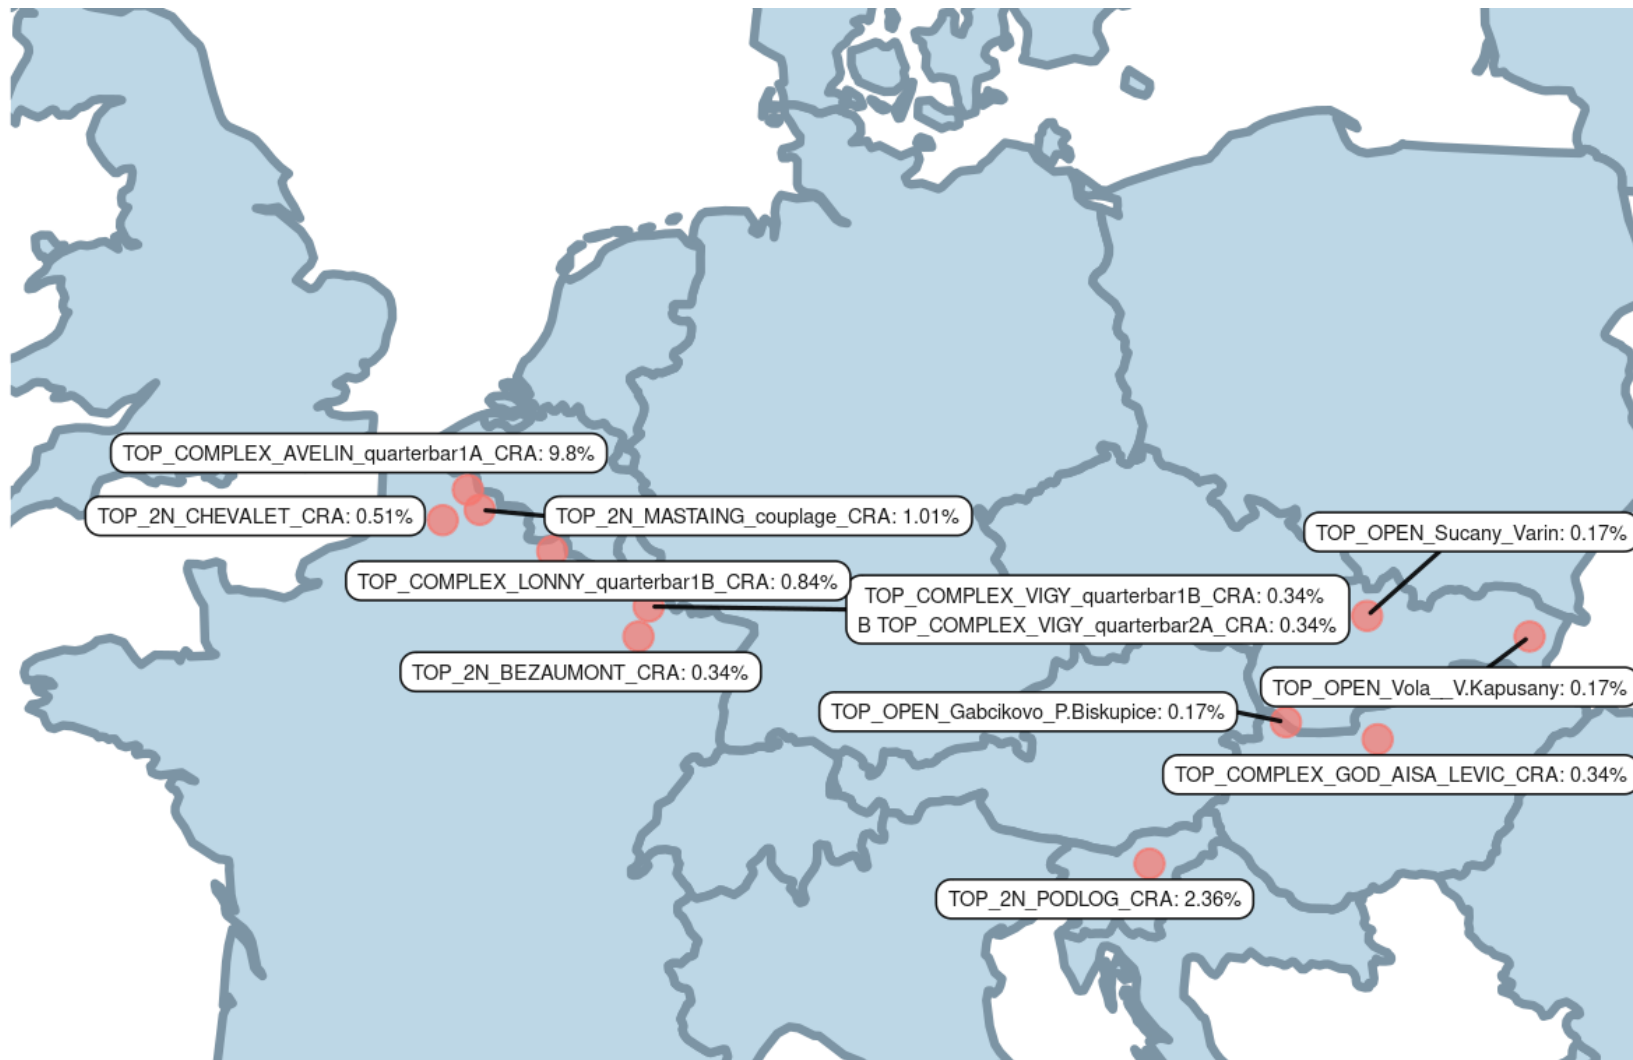 TOP_COMPLEX_AVELIN_quarterbar1A_CRA: 9.8%
TOP_2N_CHEVALET_CRA: 0.51%
TOP_2N_MASTAING_couplage_CRA: 1.01%
TOP_OPEN_Sucany_Varin: 0.17%
TOP_COMPLEX_LONNY_quarterbar1B_CRA: 0.84%
TOP_COMPLEX_VIGY_quarterbar1B_CRA: 0.34%
B TOP_COMPLEX_VIGY_quarterbar2A_CRA: 0.34%
TOP_2N_BEZAUMONT_CRA: 0.34%
TOP_OPEN_Vola__V.Kapusany: 0.17%
TOP_OPEN_Gabcikovo_P.Biskupice: 0.17%
TOP_COMPLEX_GOD_AISA_LEVIC_CRA: 0.34%
TOP_2N_PODLOG_CRA: 2.36%